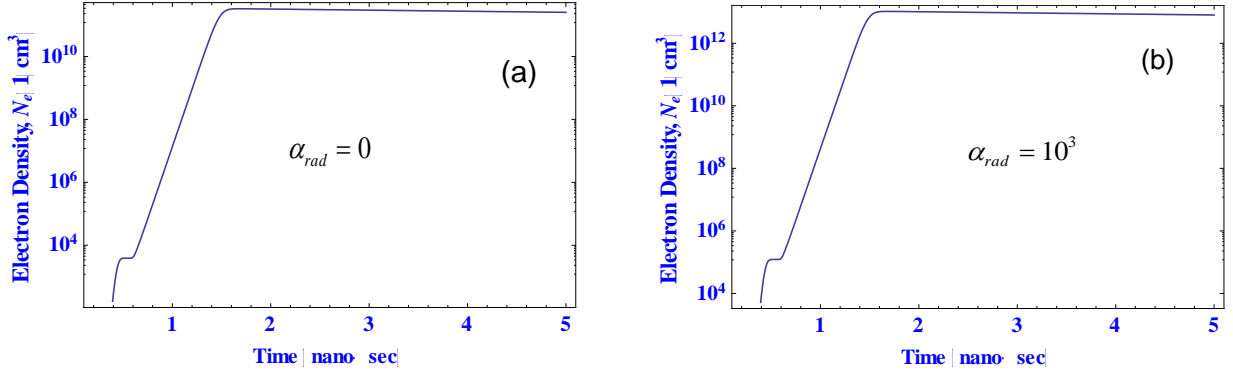 Electron Density, N_e| 1| cm^3|
10^10
10^8
10^6
10^4
(a)
α_rad = 0
1 2 3 4 5
Time | nano· sec|
Electron Density, N_e| 1| cm^3|
10^12
10^10
10^8
10^6
10^4
(b)
α_rad = 10^3
1 2 3 4 5
Time | nano· sec|